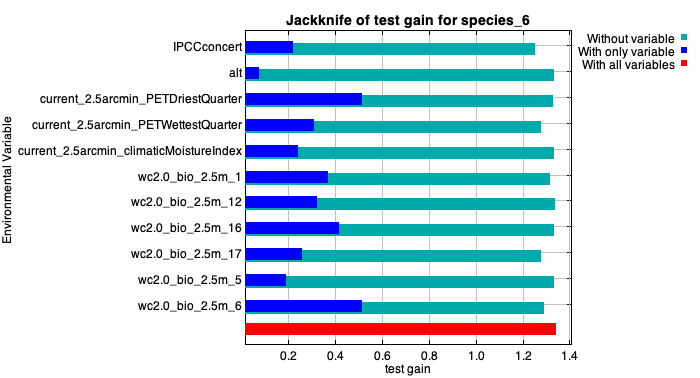 Jackknife of test gain for species_6
Without variable
With only variable
With all variables
Environmental Variable
IPCCconcert
alt
current_2.5arcmin_PETDriestQuarter
current_2.5arcmin_PETWettestQuarter
current_2.5arcmin_climaticMoistureIndex
wc2.0_bio_2.5m_1
wc2.0_bio_2.5m_12
wc2.0_bio_2.5m_16
wc2.0_bio_2.5m_17
wc2.0_bio_2.5m_5
wc2.0_bio_2.5m_6
0.2 0.4 0.6 0.8 1.0 1.2 1.4
test gain